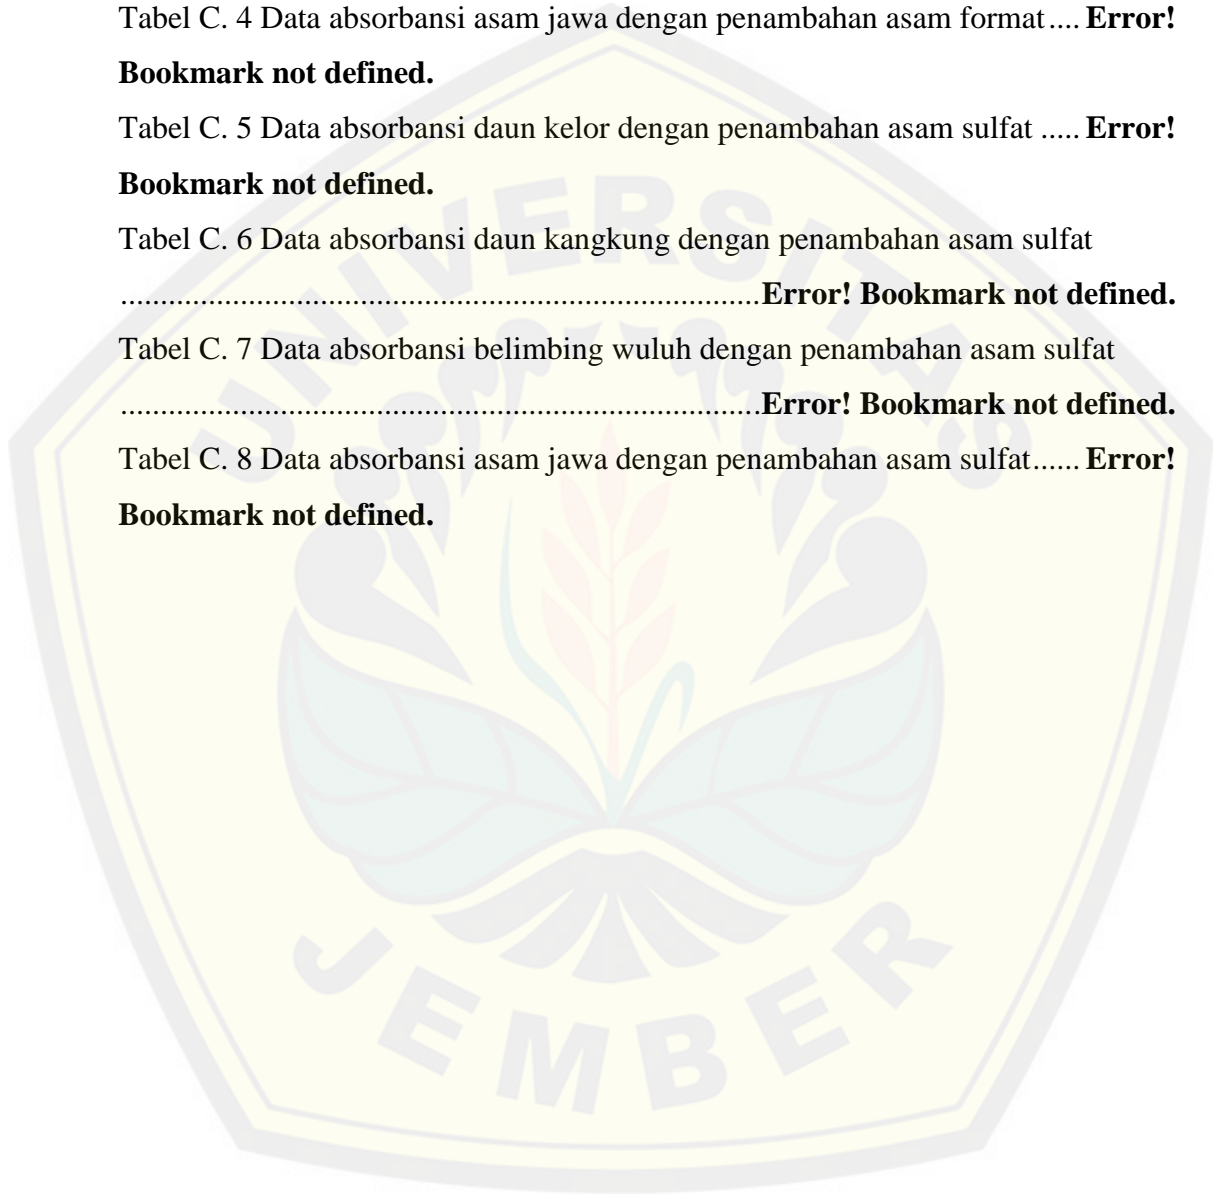 Tabel C. 4 Data absorbansi asam jawa dengan penambahan asam format .... Error!
Bookmark not defined.
Tabel C. 5 Data absorbansi daun kelor dengan penambahan asam sulfat ..... Error!
Bookmark not defined.
Tabel C. 6 Data absorbansi daun kangkung dengan penambahan asam sulfat
................................................................................Error! Bookmark not defined.
Tabel C. 7 Data absorbansi belimbing wuluh dengan penambahan asam sulfat
................................................................................Error! Bookmark not defined.
Tabel C. 8 Data absorbansi asam jawa dengan penambahan asam sulfat...... Error!
Bookmark not defined.
UNIVERSITAS
JEMBER